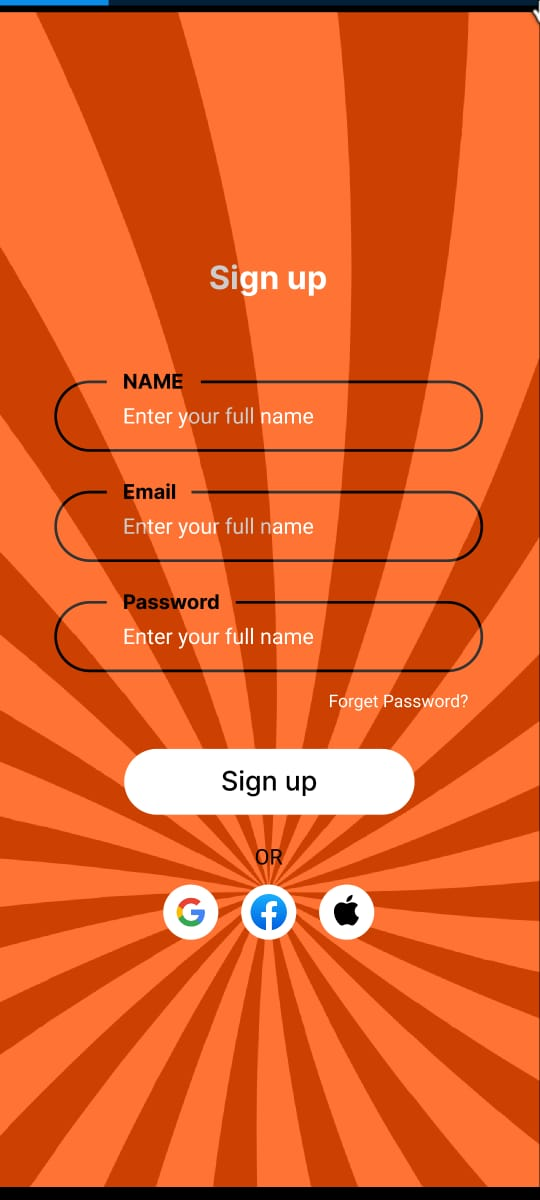 Sign up
NAME
Enter your full name
Email
Enter your full name
Password
Enter your full name
Forget Password?
Sign up
OR